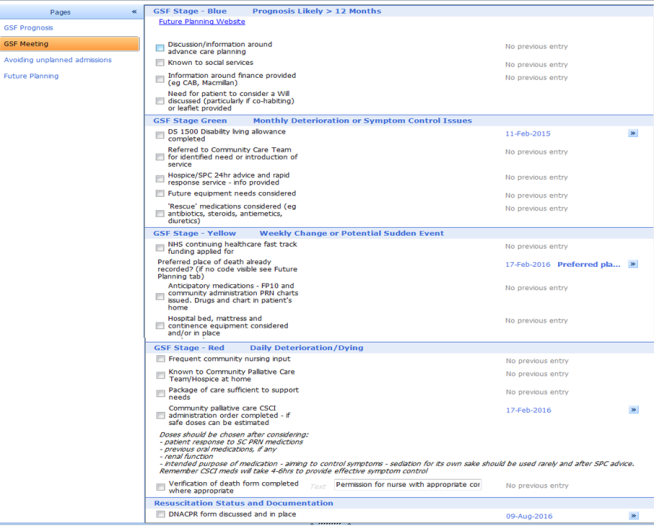 Pages «
GSF Prognosis
GSF Meeting
Avoiding unplanned admissions
Future Planning
GSF Stage - Blue Prognosis Likely > 12 Months
Future Planning Website
Discussion/information around
advance care planning
No previous entry
Known to social services
No previous entry
Information around finance provided
(eg CAB, Macmillan)
No previous entry
Need for patient to consider a Will
discussed (particularly if co-habiting)
or leaflet provided
GSF Stage Green Monthly Deterioration or Symptom Control Issues
DS 1500 Disability living allowance
completed
11-Feb-2015 »
Referred to Community Care Team
for identified need or introduction of
service
No previous entry
Hospice/SPC 24hr advice and rapid
response service - info provided
No previous entry
Future equipment needs considered
No previous entry
'Rescue' medications considered (eg
antibiotics, steroids, antiemetics,
diuretics)
No previous entry
GSF Stage - Yellow Weekly Change or Potential Sudden Event
NHS continuing healthcare fast track
funding applied for
No previous entry
Preferred place of death already
recorded? (if no code visible see Future
Planning tab)
17-Feb-2016 Preferred pla... »
Anticipatory medications - FP10 and
community administration PRN charts
issued. Drugs and chart in patient's
home
No previous entry
Hospital bed, mattress and
continence equipment considered
and/or in place
No previous entry
GSF Stage - Red Daily Deterioration/Dying
Frequent community nursing input
No previous entry
Known to Community Palliative Care
Team/Hospice at home
No previous entry
Package of care sufficient to support
needs
No previous entry
Community palliative care CSCI
administration order completed - if
safe doses can be estimated
17-Feb-2016 »
Doses should be chosen after considering:
- patient response to SC PRN medictions
- previous oral medications, if any
- renal function
- intended purpose of medication - aiming to control symptoms - sediation for its own sake should be used rarely and after SPC advice.
Remember CSCI meds will take 4-6hrs to provide effective symptom control
Verification of death form completed
where appropriate
Text Permission for nurse with appropriate cor
No previous entry
Resuscitation Status and Documentation
DNACPR form discussed and in place
09-Aug-2016 »